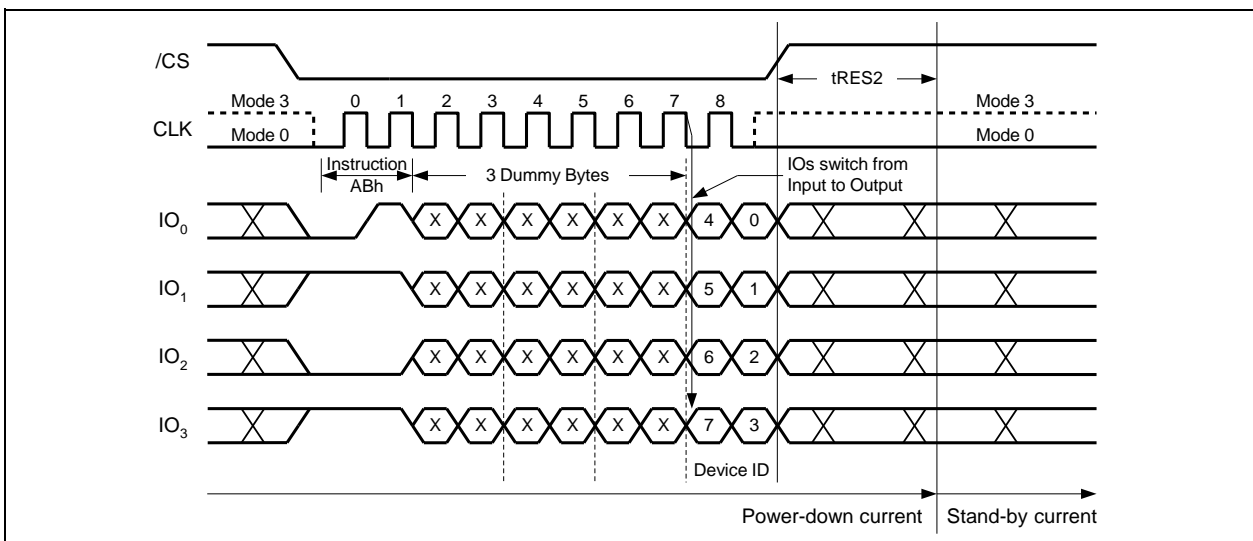 /CS
tRES2
Mode 3 0 1 2 3 4 5 6 7 8 Mode 3
CLK
Mode 0 Mode 0
Instruction
ABh
3 Dummy Bytes
IOs switch from
Input to Output
IO0 X X X X X X 4 0
IO1 X X X X X X 5 1
IO2 X X X X X X 6 2
IO3 X X X X X X 7 3
Device ID
Power-down current Stand-by current